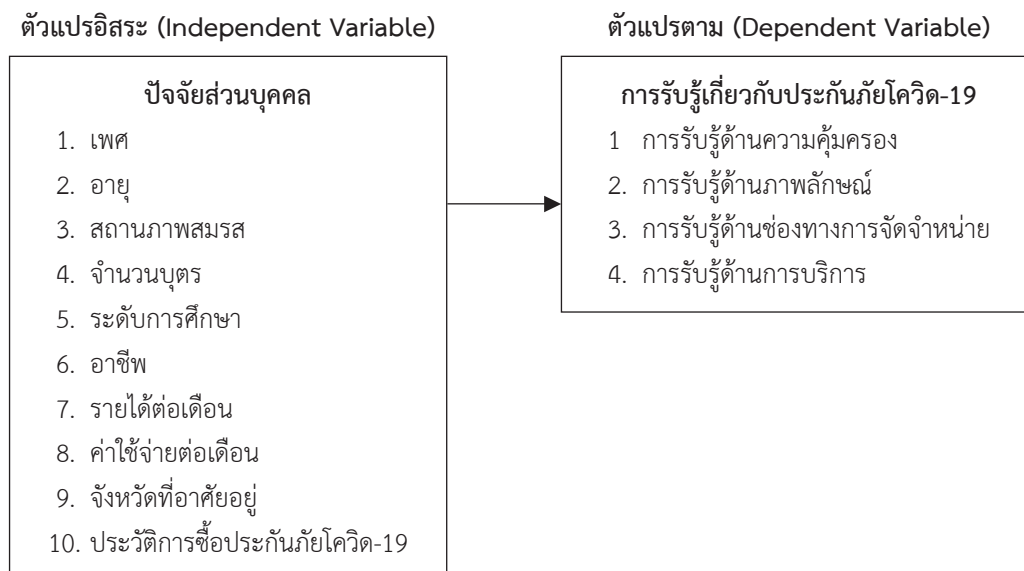 ตัวแปรอิสระ (Independent Variable)
ปัจจัยส่วนบุคคล
1. เพศ
2. อายุ
3. สถานภาพสมรส
4. จำนวนบุตร
5. ระดับการศึกษา
6. อาชีพ
7. รายได้ต่อเดือน
8. ค่าใช้จ่ายต่อเดือน
9. จังหวัดที่อาศัยอยู่
10. ประวัติการซื้อประกันภัยโควิด-19
ตัวแปรตาม (Dependent Variable)
การรับรู้เกี่ยวกับประกันภัยโควิด-19
1 การรับรู้ด้านความคุ้มครอง
2. การรับรู้ด้านภาพลักษณ์
3. การรับรู้ด้านช่องทางการจัดจำหน่าย
4. การรับรู้ด้านการบริการ